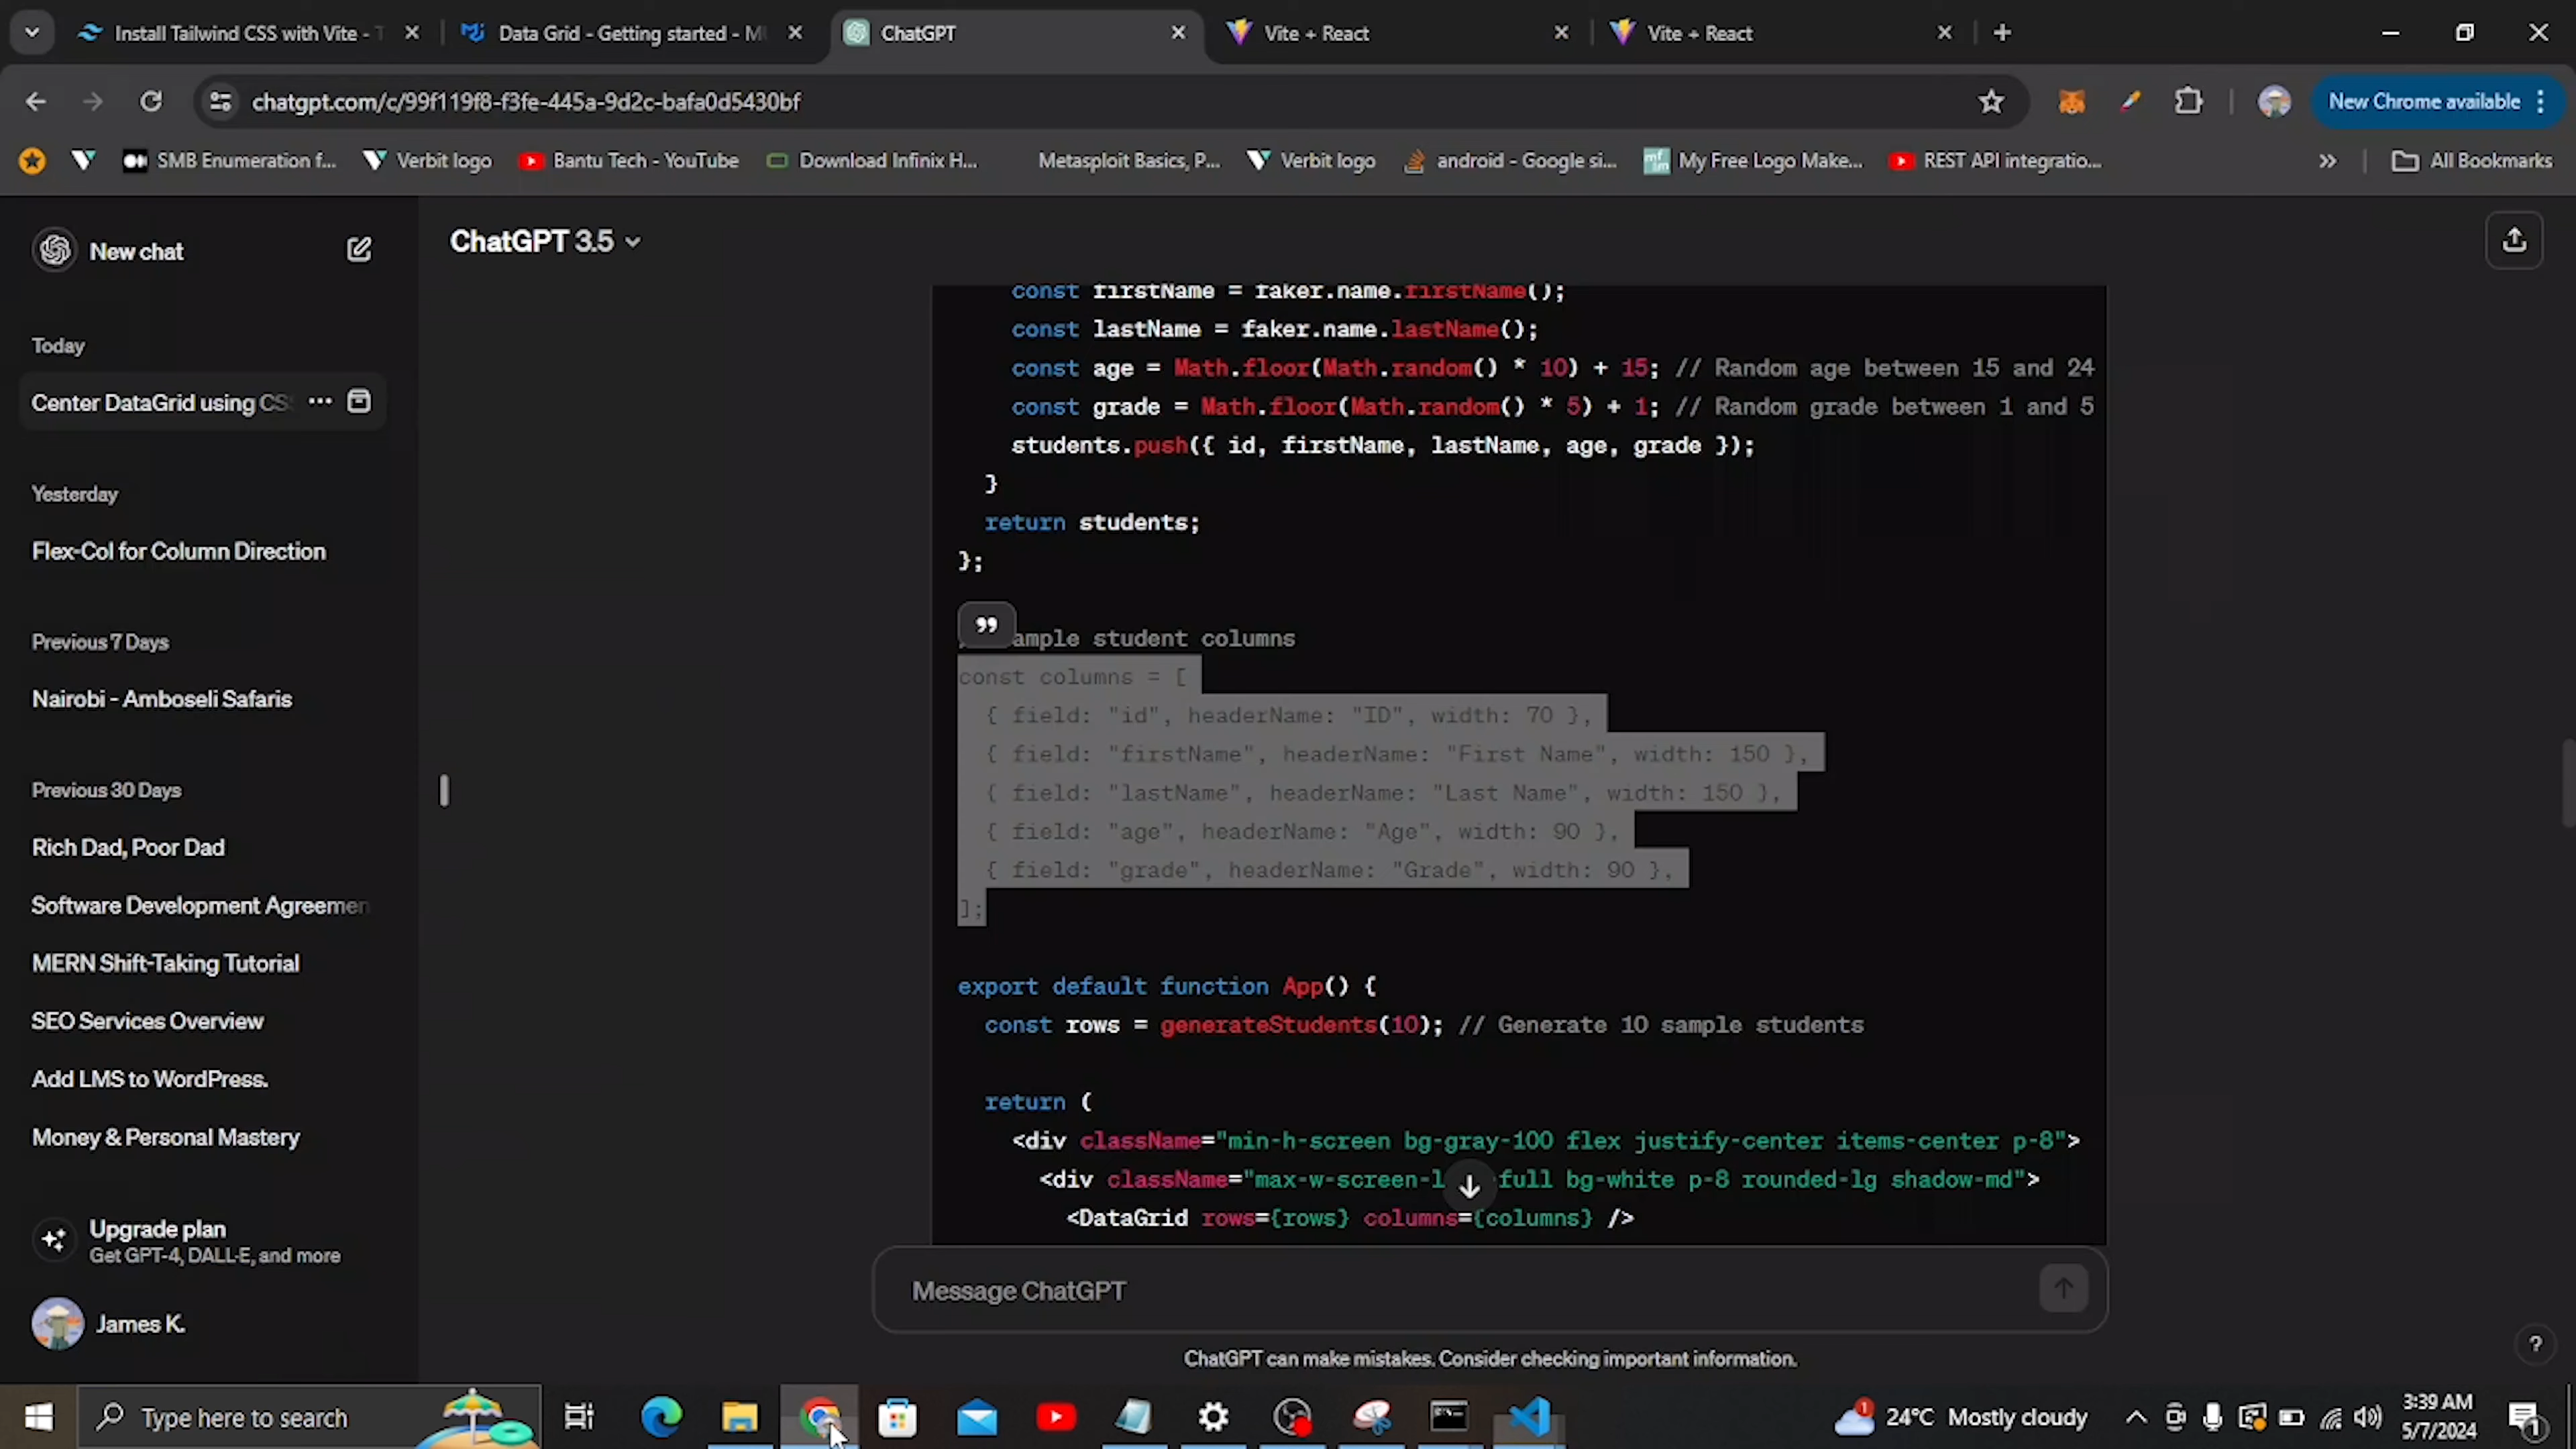 Install Tailwind CSS with Vite - T
Data Grid - Getting started - MU
ChatGPT
Vite + React
Vite + React
chatgpt.com/c/99f119f8-f3fe-445a-9d2c-bafa0d5430bf
New Chrome available
SMB Enumeration f...
Verbit logo
Bantu Tech - YouTube
Download Infinix H...
Metasploit Basics, P...
Verbit logo
android - Google si...
My Free Logo Make...
REST API integratio...
All Bookmarks
New chat
Today
Center DataGrid using CSS
Yesterday
Flex-Col for Column Direction
Previous 7 Days
Nairobi - Amboseli Safaris
Previous 30 Days
Rich Dad, Poor Dad
Software Development Agreemen
MERN Shift-Taking Tutorial
SEO Services Overview
Add LMS to WordPress.
Money & Personal Mastery
Upgrade plan
Get GPT-4, DALL·E, and more
James K.
ChatGPT 3.5
const firstName = faker.name.firstName();
const lastName = faker.name.lastName();
const age = Math.floor(Math.random() * 10) + 15; // Random age between 15 and 24
const grade = Math.floor(Math.random() * 5) + 1; // Random grade between 1 and 5
students.push({ id, firstName, lastName, age, grade });
}
return students;
};
ample student columns
const columns = [
{ field: "id", headerName: "ID", width: 70 },
{ field: "firstName", headerName: "First Name", width: 150 },
{ field: "lastName", headerName: "Last Name", width: 150 },
{ field: "age", headerName: "Age", width: 90 },
{ field: "grade", headerName: "Grade", width: 90 },
];
export default function App() {
const rows = generateStudents(10); // Generate 10 sample students
return (
<div className="min-h-screen bg-gray-100 flex justify-center items-center p-8">
<div className="max-w-screen-l full bg-white p-8 rounded-lg shadow-md">
<DataGrid rows={rows} columns={columns} />
Message ChatGPT
ChatGPT can make mistakes. Consider checking important information.
?
Type here to search
1
24°C Mostly cloudy
3:39 AM
5/7/2024
1